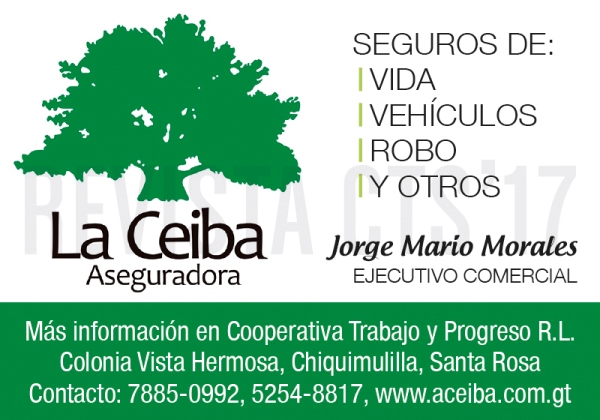 SEGUROS DE:
VIDA
VEHÍCULOS
ROBO
Y OTROS
REVISTA CTS'17
La Ceiba
Aseguradora
Jorge Mario Morales
EJECUTIVO COMERCIAL
Más información en Cooperativa Trabajo y Progreso R.L.
Colonia Vista Hermosa, Chiquimulilla, Santa Rosa
Contacto: 7885-0992, 5254-8817, www.aceiba.com.gt